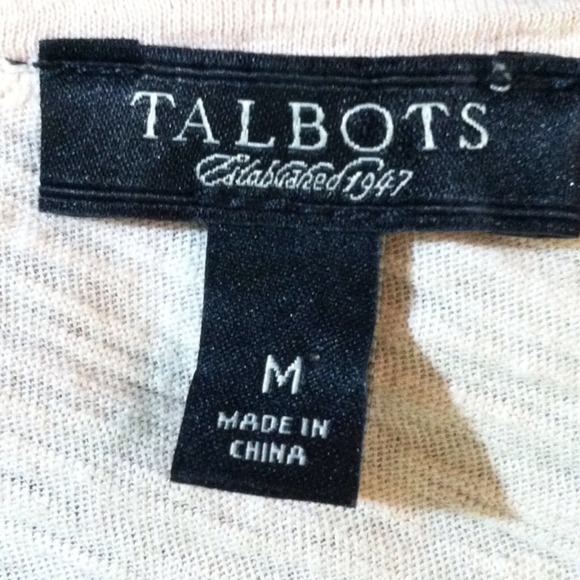 TALBOTS
Established 1947
M
MADE IN
CHINA